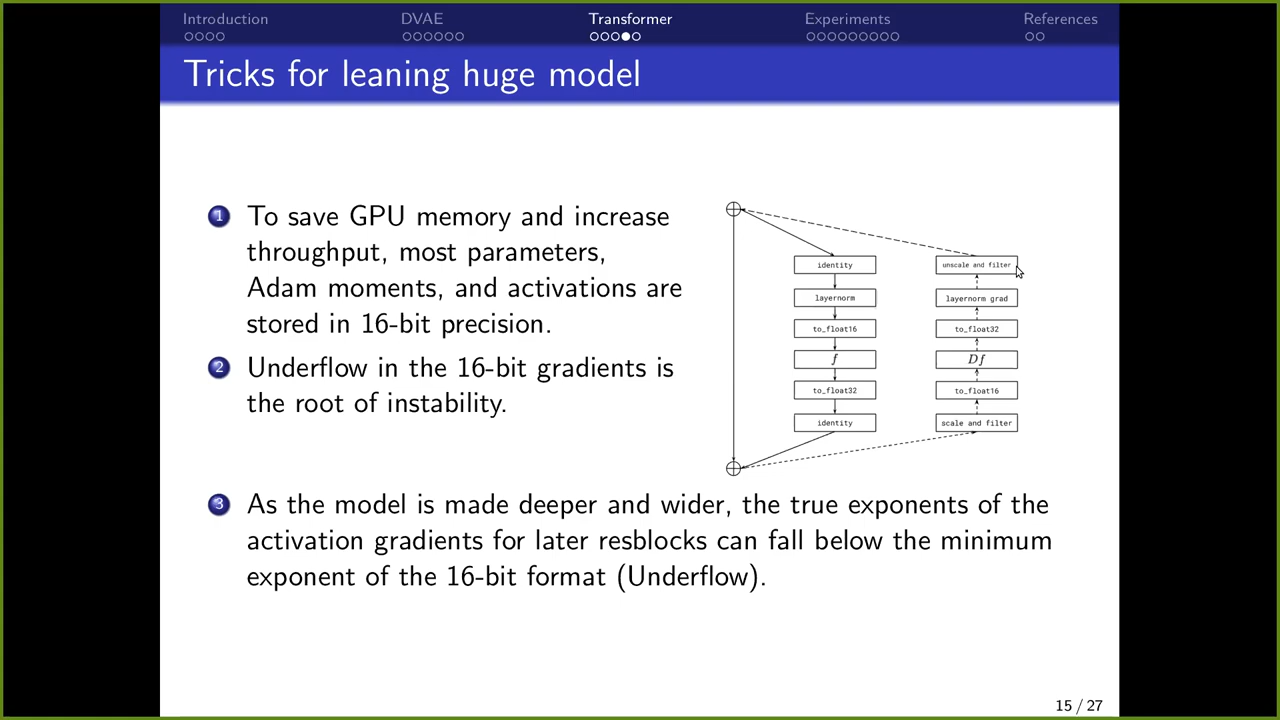 Introduction DVAE Transformer Experiments References
Tricks for leaning huge model
1 To save GPU memory and increase
throughput, most parameters,
Adam moments, and activations are
stored in 16-bit precision.
2 Underflow in the 16-bit gradients is
the root of instability.
identity
layernorm
to_float16
f
to_float32
identity
unscale and filter
layernorm grad
to_float32
Df
to_float16
scale and filter
3 As the model is made deeper and wider, the true exponents of the
activation gradients for later resblocks can fall below the minimum
exponent of the 16-bit format (Underflow).
15 / 27